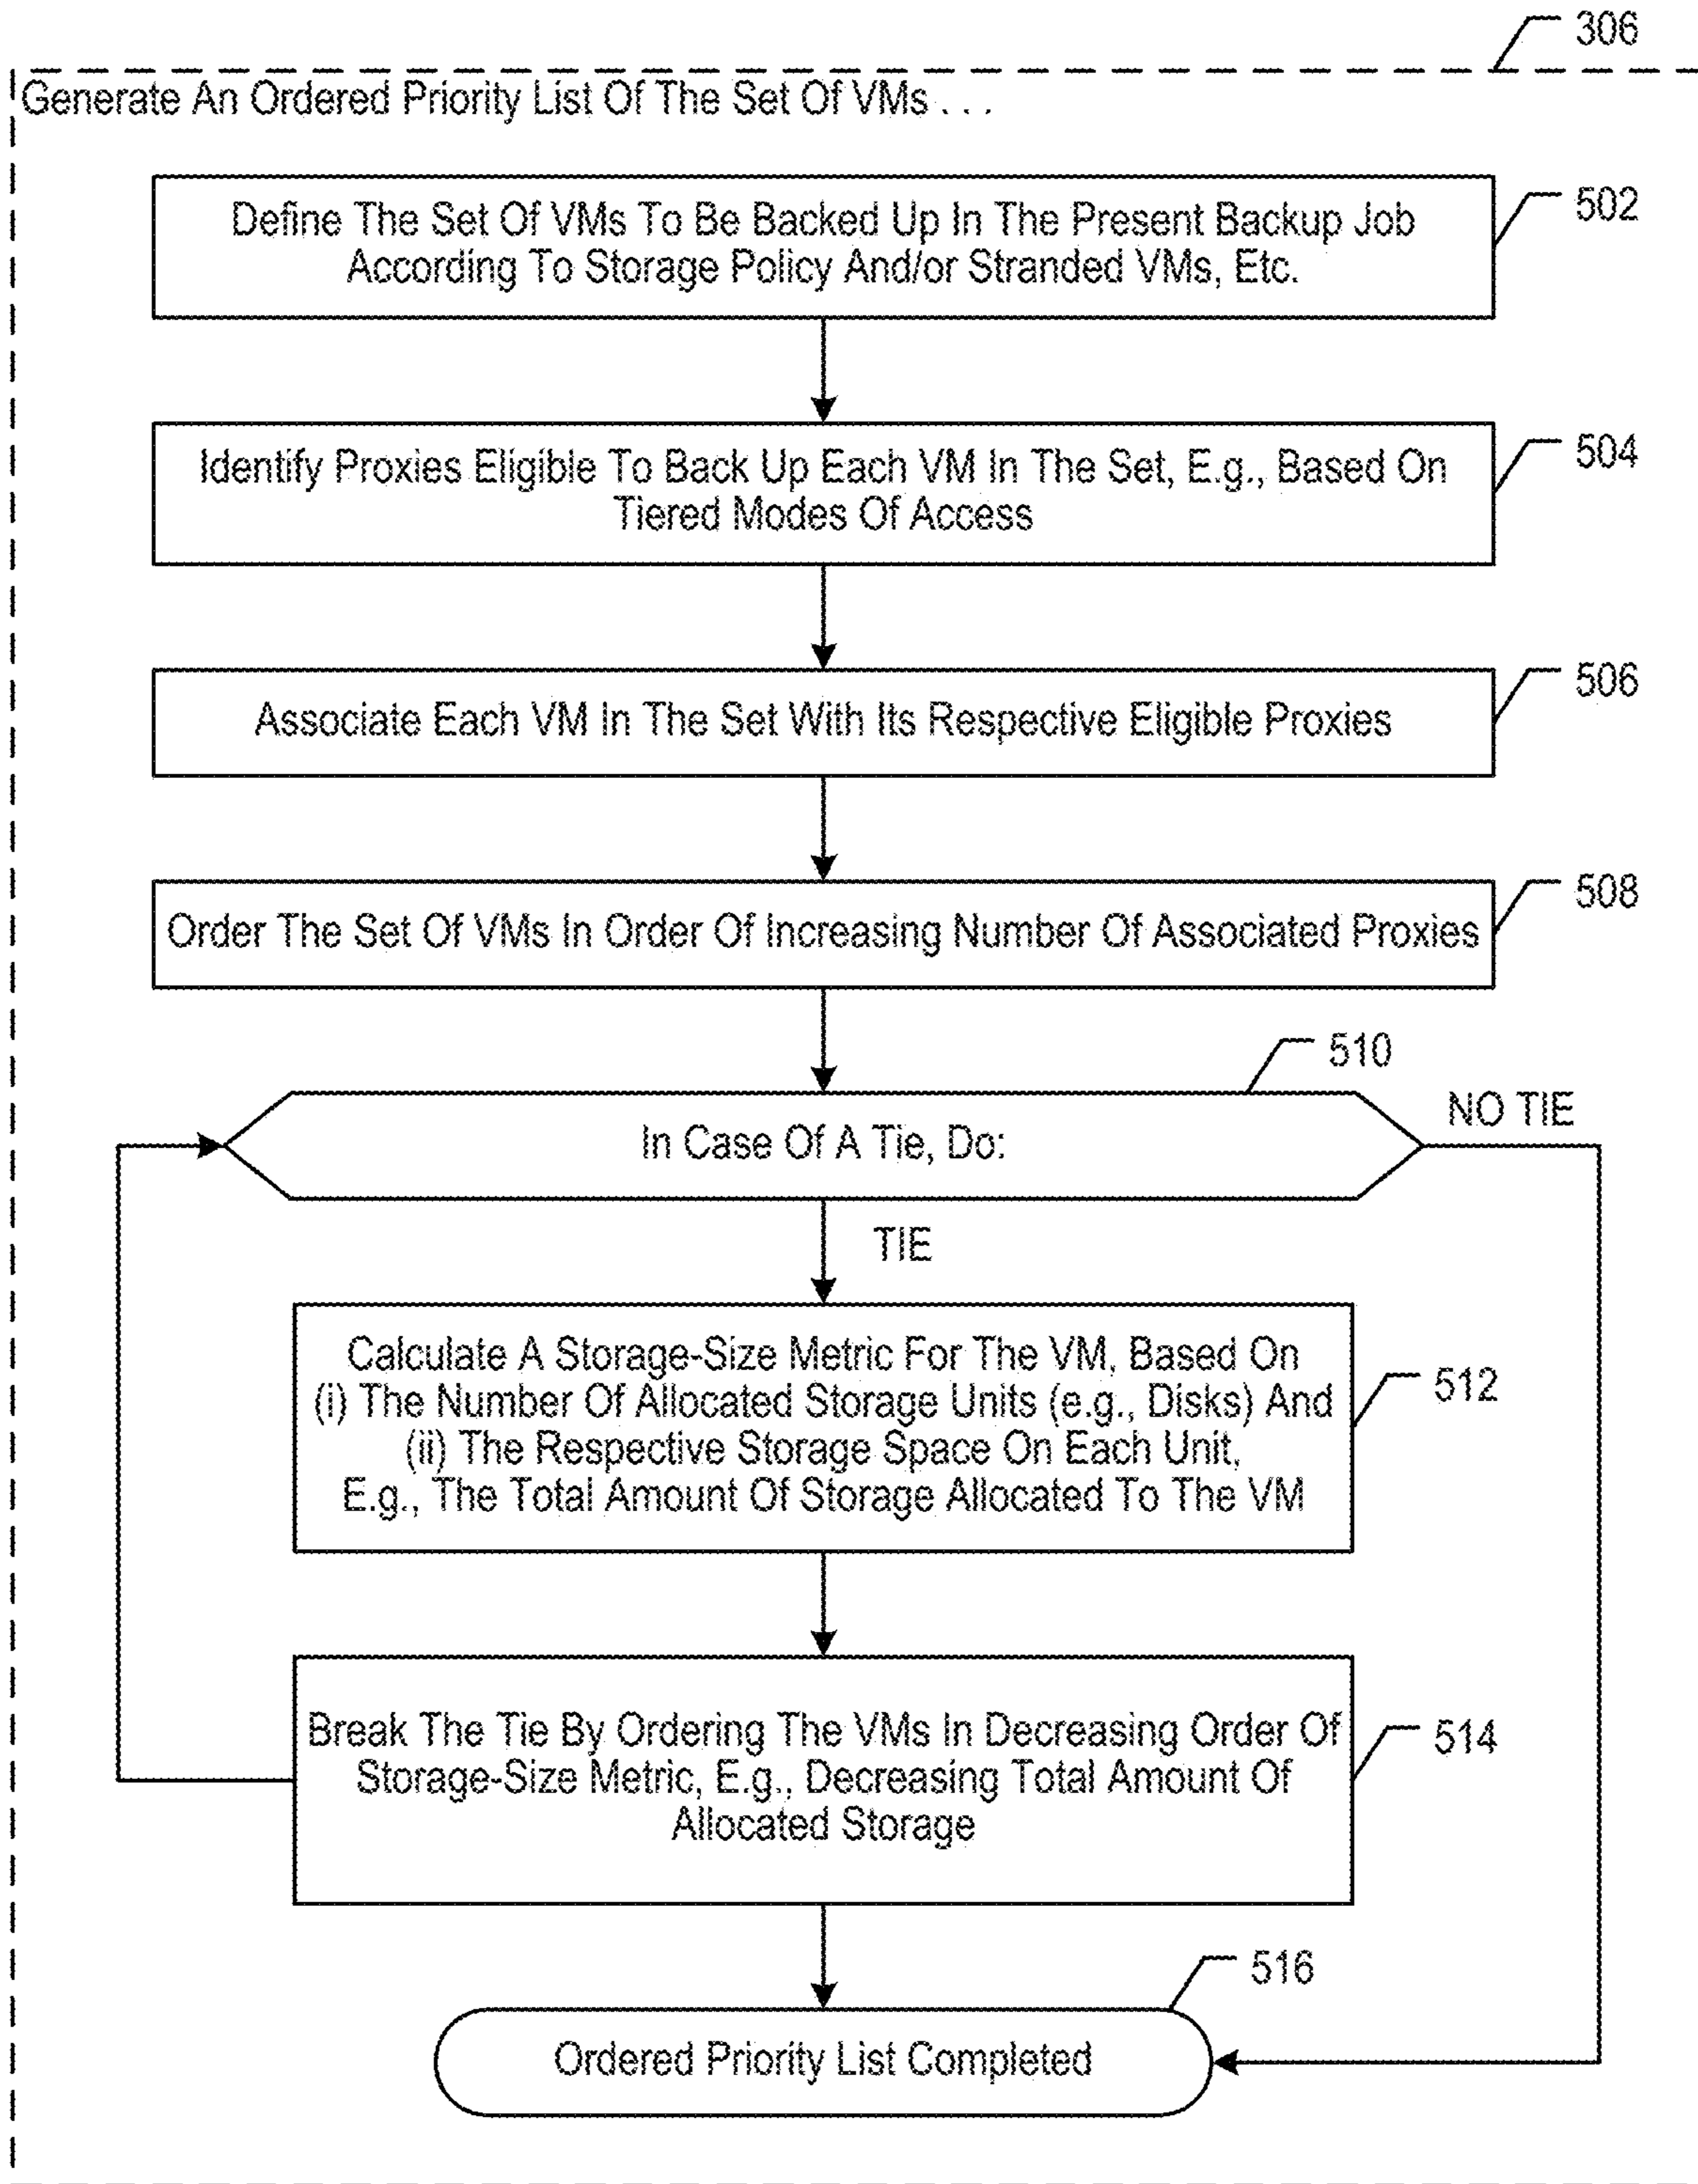 306
Generate An Ordered Priority List Of The Set Of VMs . . .
502
Define The Set Of VMs To Be Backed Up In The Present Backup Job
According To Storage Policy And/or Stranded VMs, Etc.
504
Identify Proxies Eligible To Back Up Each VM In The Set, E.g., Based On
Tiered Modes Of Access
506
Associate Each VM In The Set With Its Respective Eligible Proxies
508
Order The Set Of VMs In Order Of Increasing Number Of Associated Proxies
510
NO TIE
In Case Of A Tie, Do:
TIE
Calculate A Storage-Size Metric For The VM, Based On
(i) The Number Of Allocated Storage Units (e.g., Disks) And
512
(ii) The Respective Storage Space On Each Unit,
E.g., The Total Amount Of Storage Allocated To The VM
Break The Tie By Ordering The VMs In Decreasing Order Of
514
Storage-Size Metric, E.g., Decreasing Total Amount Of
Allocated Storage
516
Ordered Priority List Completed